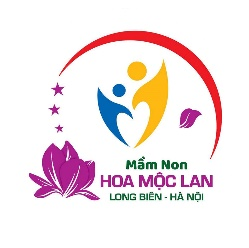 Mầm Non
HOA MỘC LAN
LONG BIÊN - HÀ NỘI